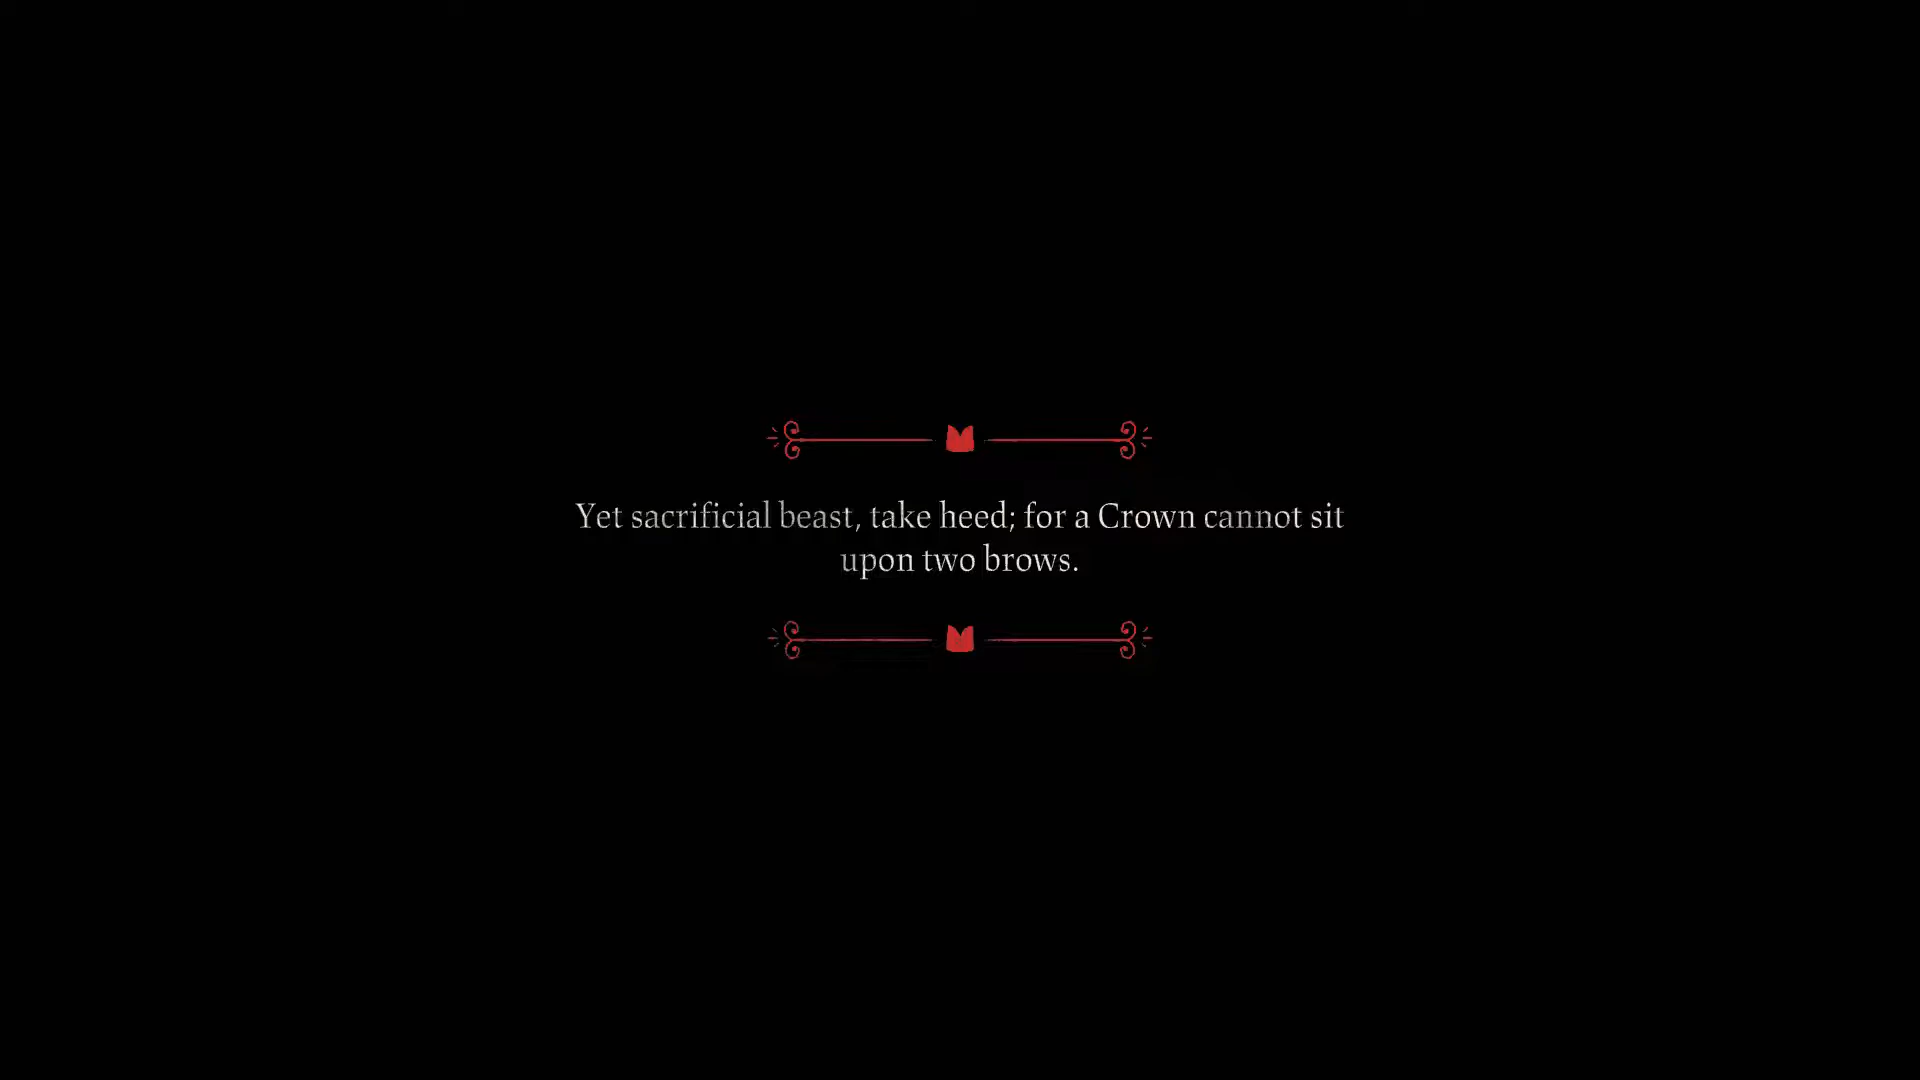 Yet sacrificial beast, take heed; for a Crown cannot sit
upon two brows.